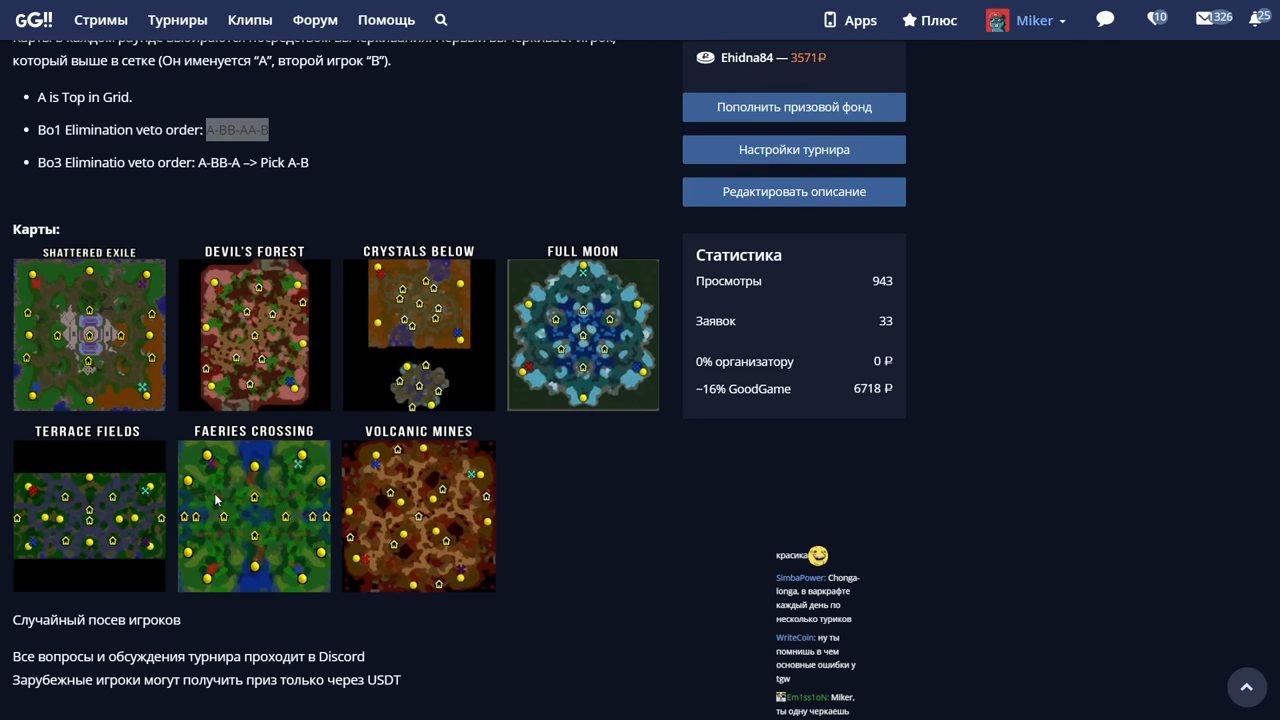 GG!! Стримы Турниры Клипы Форум Помощь Apps Плюс Miker 10 326 25
который выше в сетке (Он именуется “А”, второй игрок “B”).
A is Top in Grid.
Bo1 Elimination veto order: A-BB-AA-B
Bo3 Eliminatio veto order: A-BB-A –> Pick A-B
Карты:
SHATTERED EXILE DEVIL'S FOREST CRYSTALS BELOW FULL MOON
TERRACE FIELDS FAERIES CROSSING VOLCANIC MINES
Случайный посев игроков
Все вопросы и обсуждения турнира проходит в Discord
Зарубежные игроки могут получить приз только через USDT
Ehidna84 — 3571₽
Пополнить призовой фонд
Настройки турнира
Редактировать описание
Статистика
Просмотры 943
Заявок 33
0% организатору 0 ₽
~16% GoodGame 6718 ₽
красика
SimbaPower: Chonga-
longa, в варкрафте
каждый день по
несколько туриков
WriteCoin: ну ты
помнишь в чем
основные ошибки у
tgw
Em1ss1oN: Miker,
ты одну черкаешь